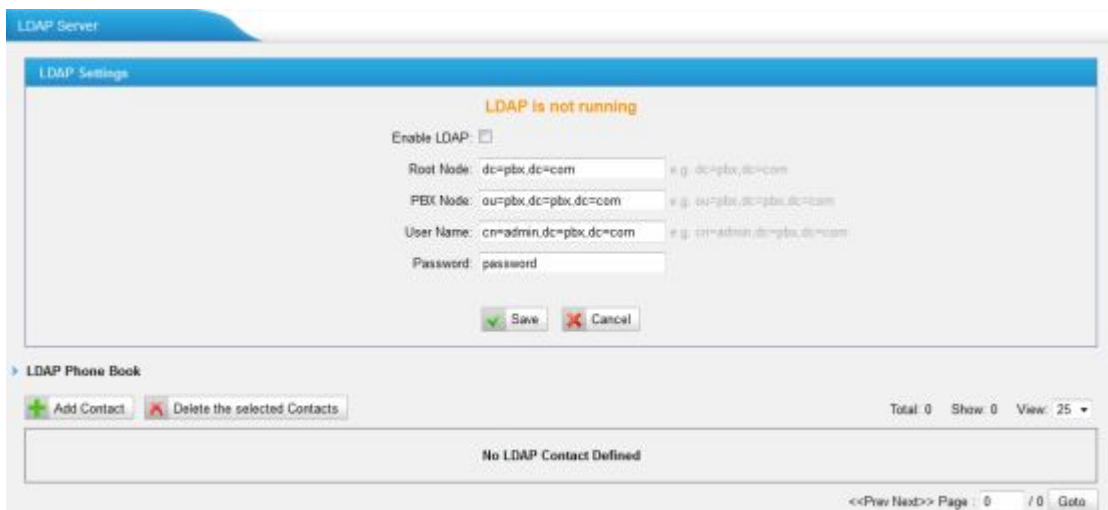 LDAP Server
LDAP Settings
LDAP is not running
Enable LDAP:
Root Node: dc=pbx,dc=com e.g. dc=pbx,dc=com
PBX Node: ou=pbx,dc=pbx,dc=com e.g. ou=pbx,dc=pbx,dc=com
User Name: cn=admin,dc=pbx,dc=com e.g. cn=admin,dc=pbx,dc=com
Password: password
Save Cancel
LDAP Phone Book
Add Contact Delete the selected Contacts Total: 0 Show: 0 View: 25
No LDAP Contact Defined
<<Prev Next>> Page : 0 / 0 Goto